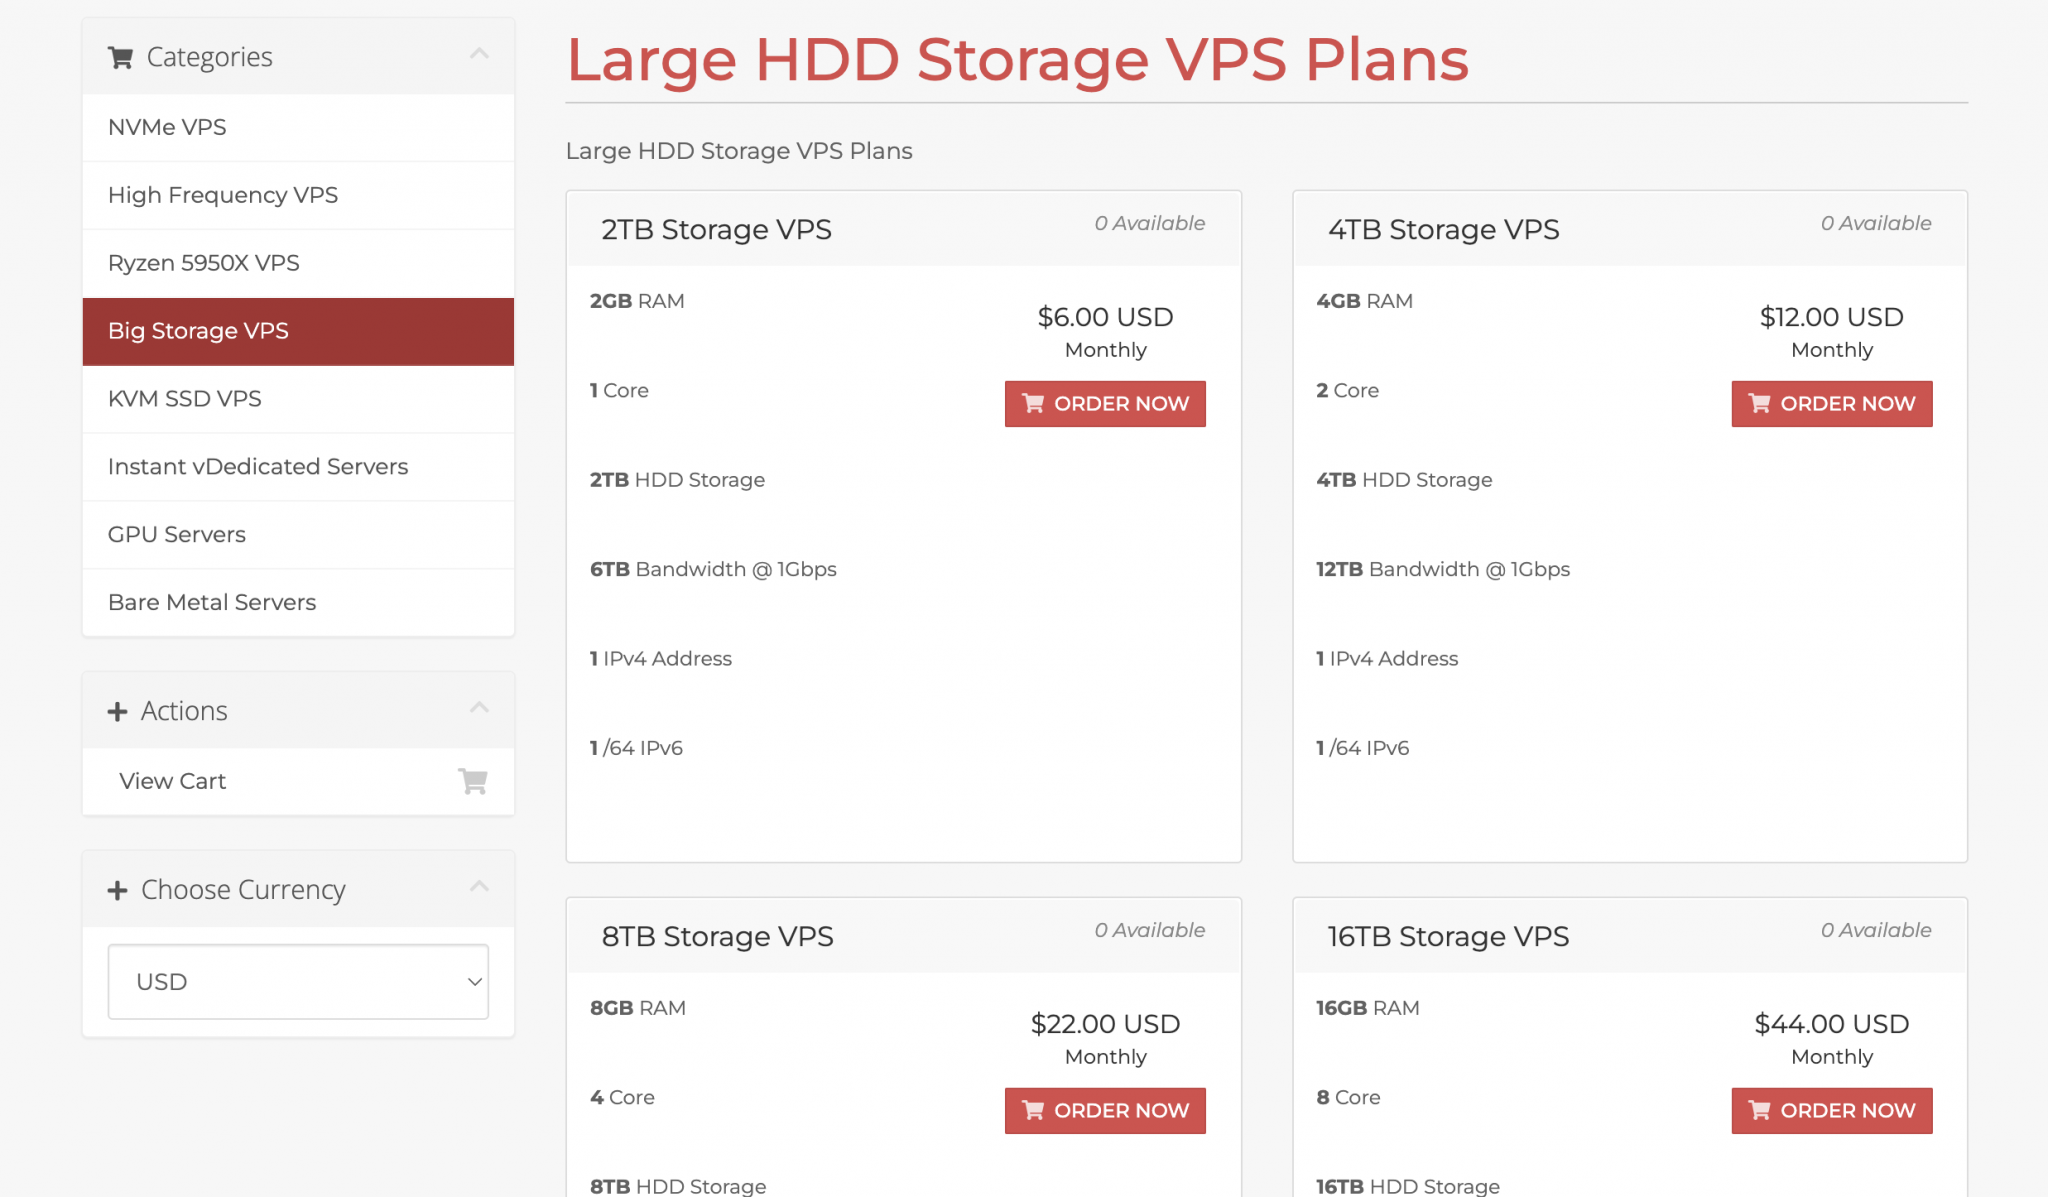 Categories
NVMe VPS
High Frequency VPS
Ryzen 5950X VPS
Big Storage VPS
KVM SSD VPS
Instant vDedicated Servers
GPU Servers
Bare Metal Servers
Actions
View Cart
Choose Currency
USD
Large HDD Storage VPS Plans
Large HDD Storage VPS Plans
2TB Storage VPS
0 Available
2GB RAM
1 Core
2TB HDD Storage
6TB Bandwidth @ 1Gbps
1 IPv4 Address
1 /64 IPv6
$6.00 USD
Monthly
ORDER NOW
4TB Storage VPS
0 Available
4GB RAM
2 Core
4TB HDD Storage
12TB Bandwidth @ 1Gbps
1 IPv4 Address
1 /64 IPv6
$12.00 USD
Monthly
ORDER NOW
8TB Storage VPS
0 Available
8GB RAM
4 Core
8TB HDD Storage
$22.00 USD
Monthly
ORDER NOW
16TB Storage VPS
0 Available
16GB RAM
8 Core
16TB HDD Storage
$44.00 USD
Monthly
ORDER NOW